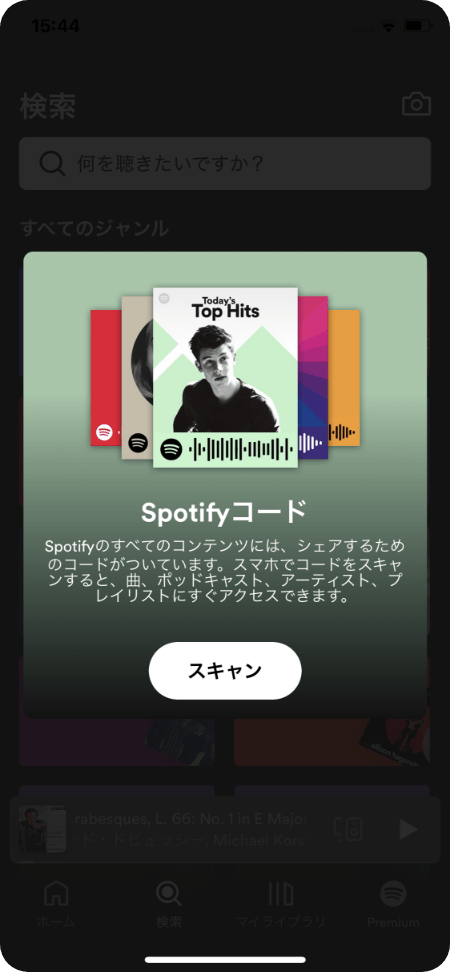 15:44
検索
何を聴きたいですか？
すべてのジャンル
Today's
Top Hits
Spotifyコード
Spotifyのすべてのコンテンツには、シェアするため
のコードがついています。スマホでコードをスキャ
ンすると、曲、ポッドキャスト、アーティスト、プ
レイリストにすぐアクセスできます。
スキャン
rabesques, L. 66: No. 1 in E Major
ード・ドビュッシー, Michael Kors
ホーム
検索
マイライブラリ
Premium